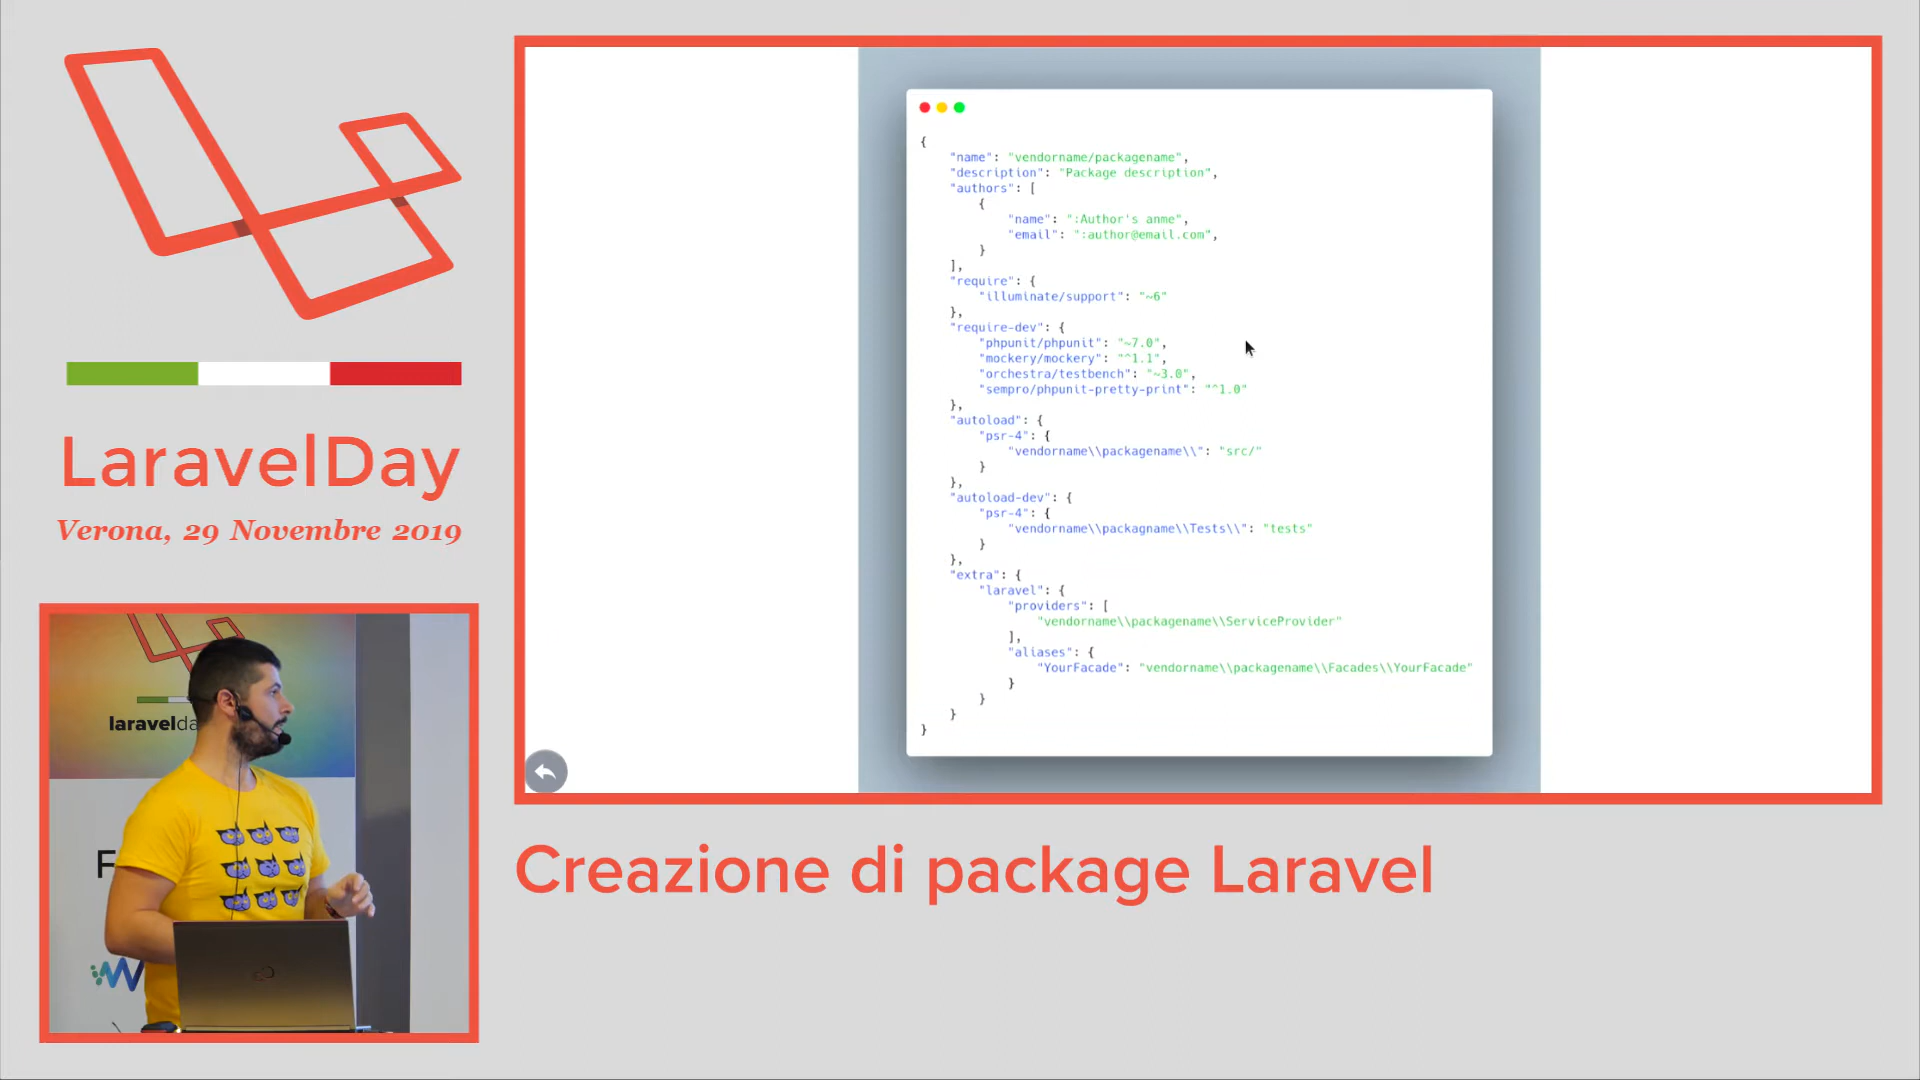 LaravelDay
Verona, 29 Novembre 2019
{
"name": "vendorname/packagename",
"description": "Package description",
"authors": [
{
"name": ":Author's anme",
"email": ":author@email.com",
}
],
"require": {
"illuminate/support": "~6"
},
"require-dev": {
"phpunit/phpunit": "~7.0",
"mockery/mockery": "^1.1",
"orchestra/testbench": "~3.0",
"sempro/phpunit-pretty-print": "^1.0"
},
"autoload": {
"psr-4": {
"vendorname\\packagename\\": "src/"
}
},
"autoload-dev": {
"psr-4": {
"vendorname\\packagname\\Tests\\": "tests"
}
},
"extra": {
"laravel": {
"providers": [
"vendorname\\packagename\\ServiceProvider"
],
"aliases": {
"YourFacade": "vendorname\\packagename\\Facades\\YourFacade"
}
}
}
}
laravelda
F
Creazione di package Laravel